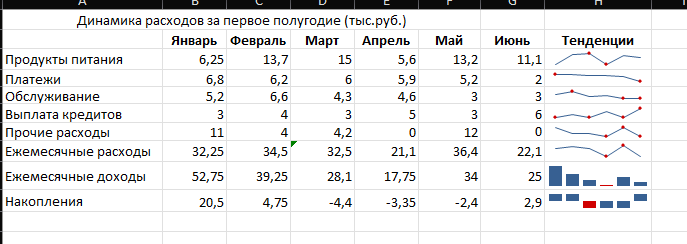 A B C D E F G H
Динамика расходов за первое полугодие (тыс.руб.)
Январь Февраль Март Апрель Май Июнь Тенденции
Продукты питания 6,25 13,7 15 5,6 13,2 11,1
Платежи 6,8 6,2 6 5,9 5,2 2
Обслуживание 5,2 6,6 4,3 4,6 3 3
Выплата кредитов 3 4 3 5 3 6
Прочие расходы 11 4 4,2 0 12 0
Ежемесячные расходы 32,25 34,5 32,5 21,1 36,4 22,1
Ежемесячные доходы 52,75 39,25 28,1 17,75 34 25
Накопления 20,5 4,75 -4,4 -3,35 -2,4 2,9